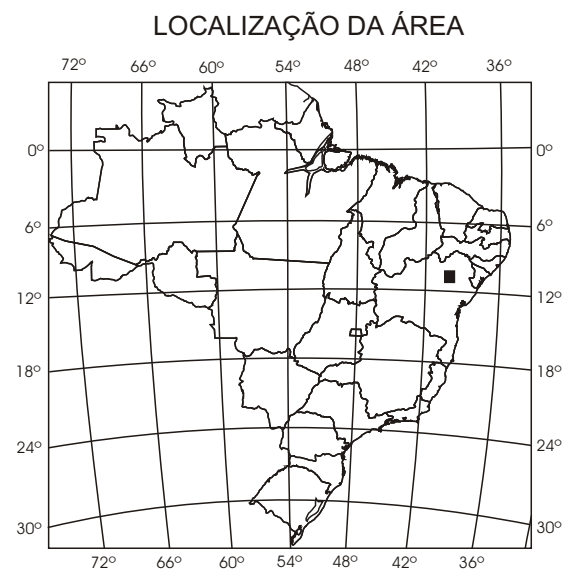 LOCALIZAÇÃO DA ÁREA
72º 66º 60º 54º 48º 42º 36º
0º 0º
6º 6º
12º 12º
18º 18º
24º 24º
30º 30º
72º 66º 60º 54º 48º 42º 36º